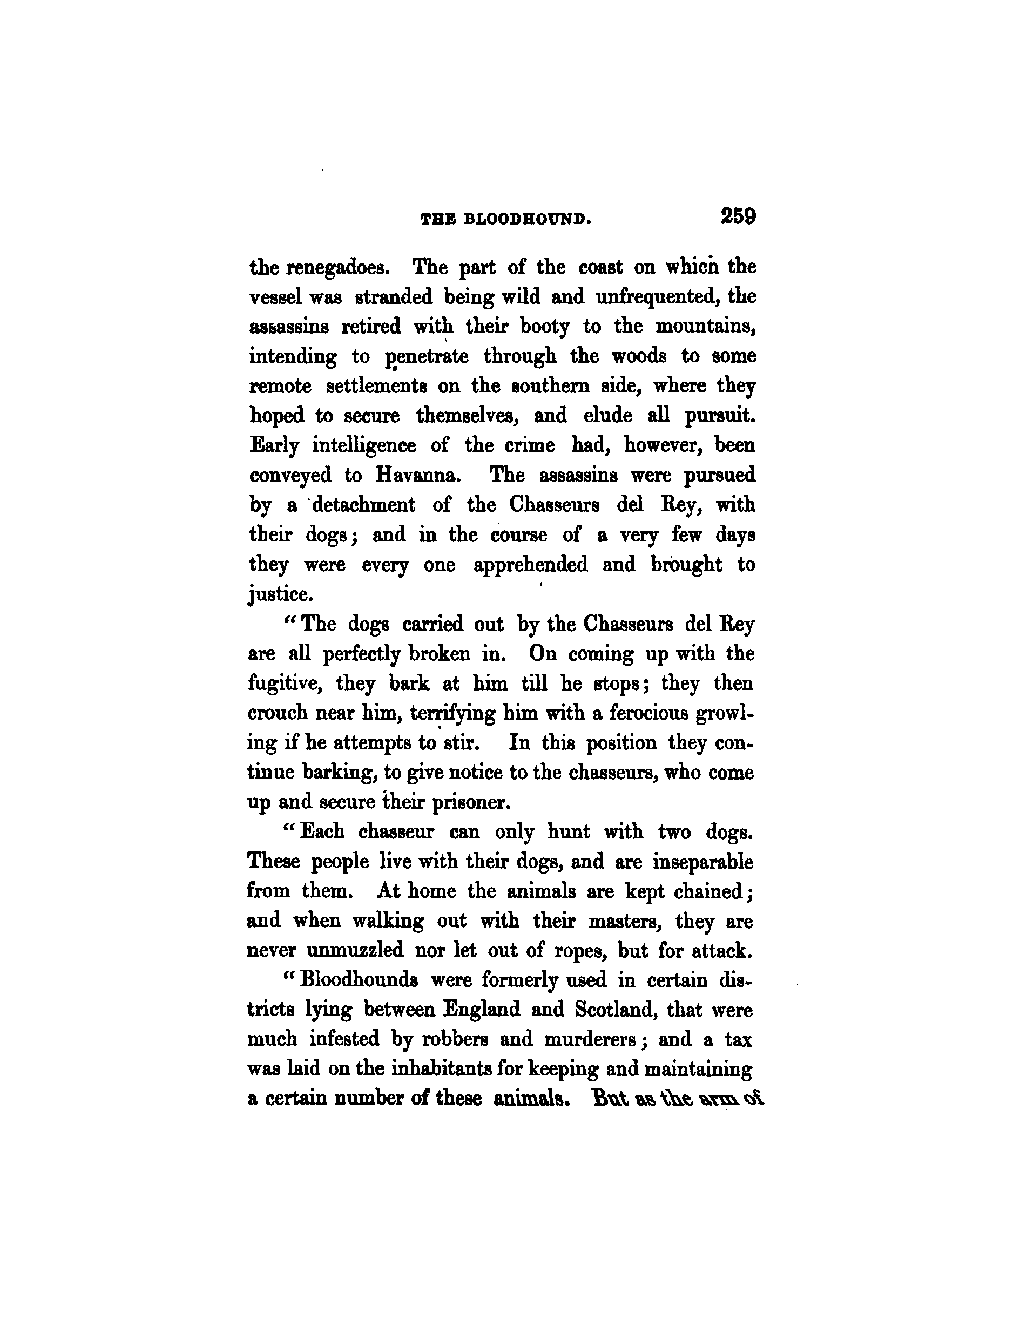 THE BLOODHOUND. 259
the renegadoes. The part of the coast on which the
vessel was stranded being wild and unfrequented, the
assassins retired with their booty to the mountains,
intending to penetrate through the woods to some
remote settlements on the southern side, where they
hoped to secure themselves, and elude all pursuit.
Early intelligence of the crime had, however, been
conveyed to Havanna. The assassins were pursued
by a detachment of the Chasseurs del Rey, with
their dogs; and in the course of a very few days
they were every one apprehended and brought to
justice.
“The dogs carried out by the Chasseurs del Rey
are all perfectly broken in. On coming up with the
fugitive, they bark at him till he stops; they then
crouch near him, terrifying him with a ferocious growl-
ing if he attempts to stir. In this position they con-
tinue barking, to give notice to the chasseurs, who come
up and secure their prisoner.
“Each chasseur can only hunt with two dogs.
These people live with their dogs, and are inseparable
from them. At home the animals are kept chained;
and when walking out with their masters, they are
never unmuzzled nor let out of ropes, but for attack.
“Bloodhounds were formerly used in certain dis-
tricts lying between England and Scotland, that were
much infested by robbers and murderers; and a tax
was laid on the inhabitants for keeping and maintaining
a certain number of these animals. But as the arm of